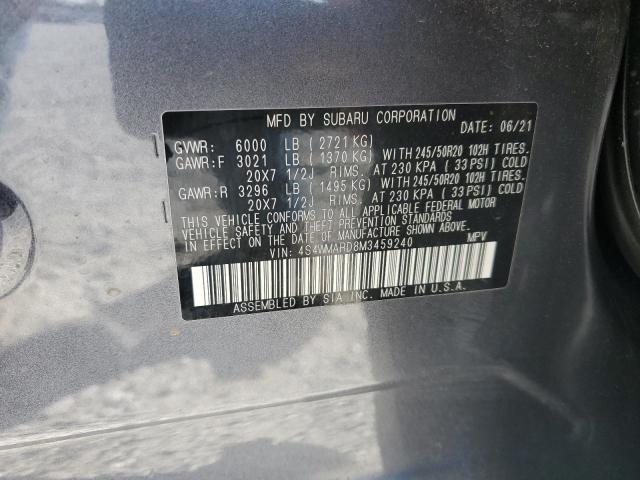 MFD BY SUBARU CORPORATION
DATE: 06/21
GVWR: 6000 LB ( 2721 KG)
GAWR:F 3021 LB ( 1370 KG) WITH 245/50R20 102H TIRES.
20X7 1/2J RIMS. AT 230 KPA ( 33 PSI) COLD
GAWR:R 3296 LB ( 1495 KG) WITH 245/50R20 102H TIRES.
20X7 1/2J RIMS. AT 230 KPA ( 33 PSI) COLD
THIS VEHICLE CONFORMS TO ALL APPLICABLE FEDERAL MOTOR
VEHICLE SAFETY AND THEFT PREVENTION STANDARDS
IN EFFECT ON THE DATE OF MANUFACTURE SHOWN ABOVE.
VIN: 4S4WMARD8M3459240 MPV
ASSEMBLED BY SIA INC. MADE IN U.S.A.